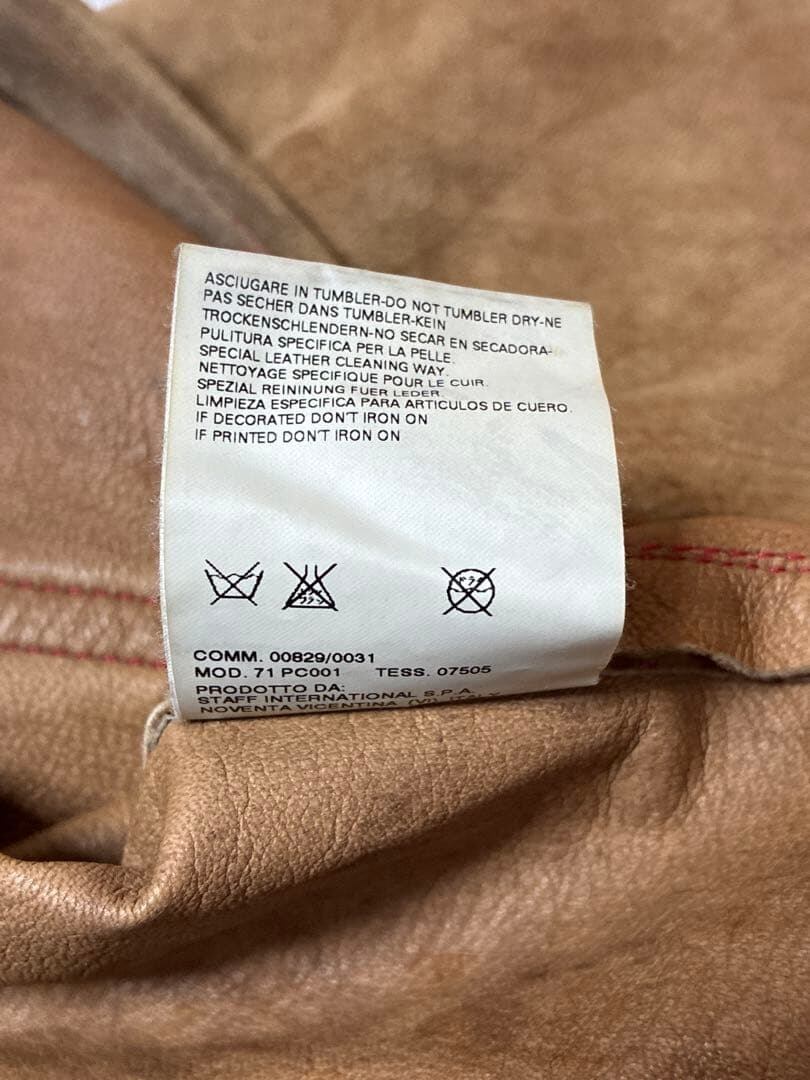 ASCIUGARE IN TUMBLER-DO NOT TUMBLER DRY-NE
PAS SECHER DANS TUMBLER-KEIN
TROCKENSCHLENDERN-NO SECAR EN SECADORA-
PULITURA SPECIFICA PER LA PELLE.
SPECIAL LEATHER CLEANING WAY.
NETTOYAGE SPECIFIQUE POUR LE CUIR.
SPEZIAL REININUNG FUER LEDER.
LIMPIEZA ESPECIFICA PARA ARTICULOS DE CUERO.
IF DECORATED DON'T IRON ON
IF PRINTED DON'T IRON ON
COMM. 00829/0031
MOD. 71 PC001 TESS. 07505
PRODOTTO DA:
STAFF INTERNATIONAL S.P.A.
NOVENTA VICENTINA (VI) ITALY